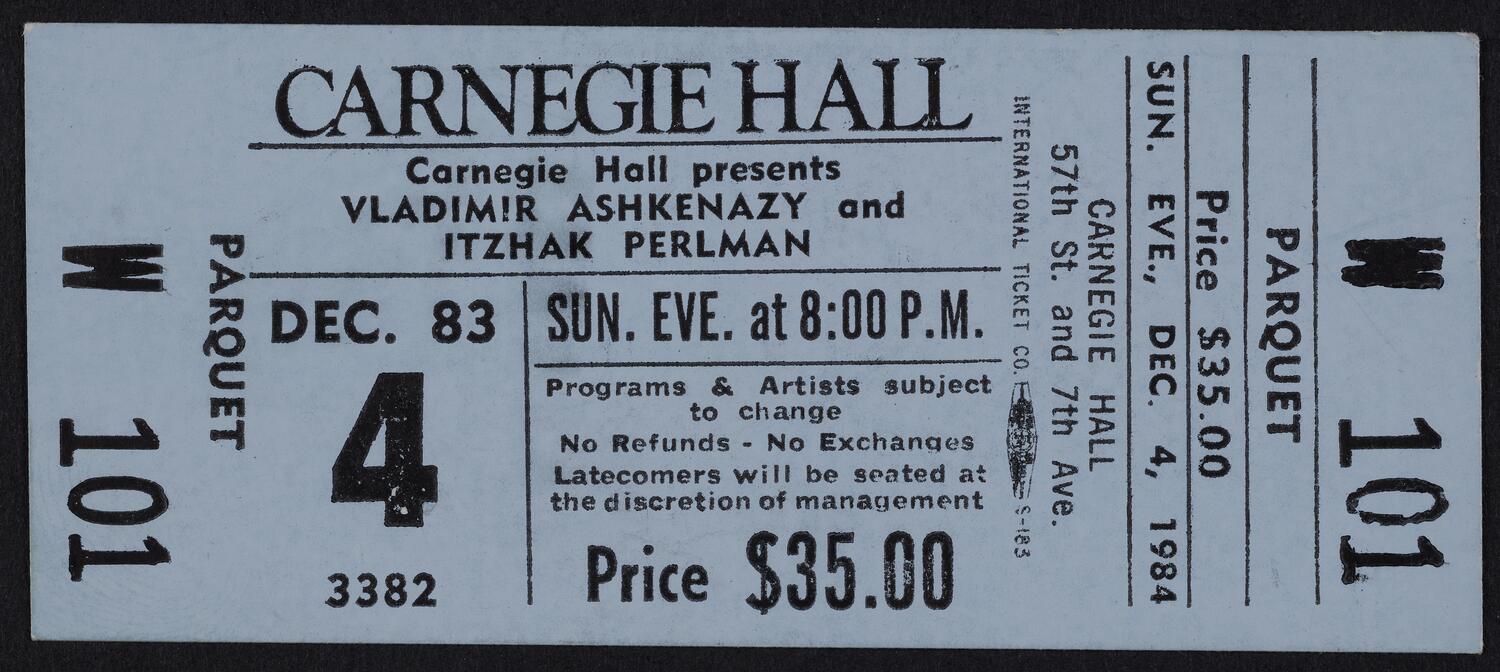 W 101
PARQUET
CARNEGIE HALL
Carnegie Hall presents
VLADIMIR ASHKENAZY and
ITZHAK PERLMAN
DEC. 83
4
3382
SUN. EVE. at 8:00 P.M.
Programs & Artists subject
to change
No Refunds - No Exchanges
Latecomers will be seated at
the discretion of management
Price $35.00
INTERNATIONAL TICKET CO. S-183
57th St. and 7th Ave.
CARNEGIE HALL
SUN. EVE., DEC. 4, 1984
Price $35.00
PARQUET
W 101